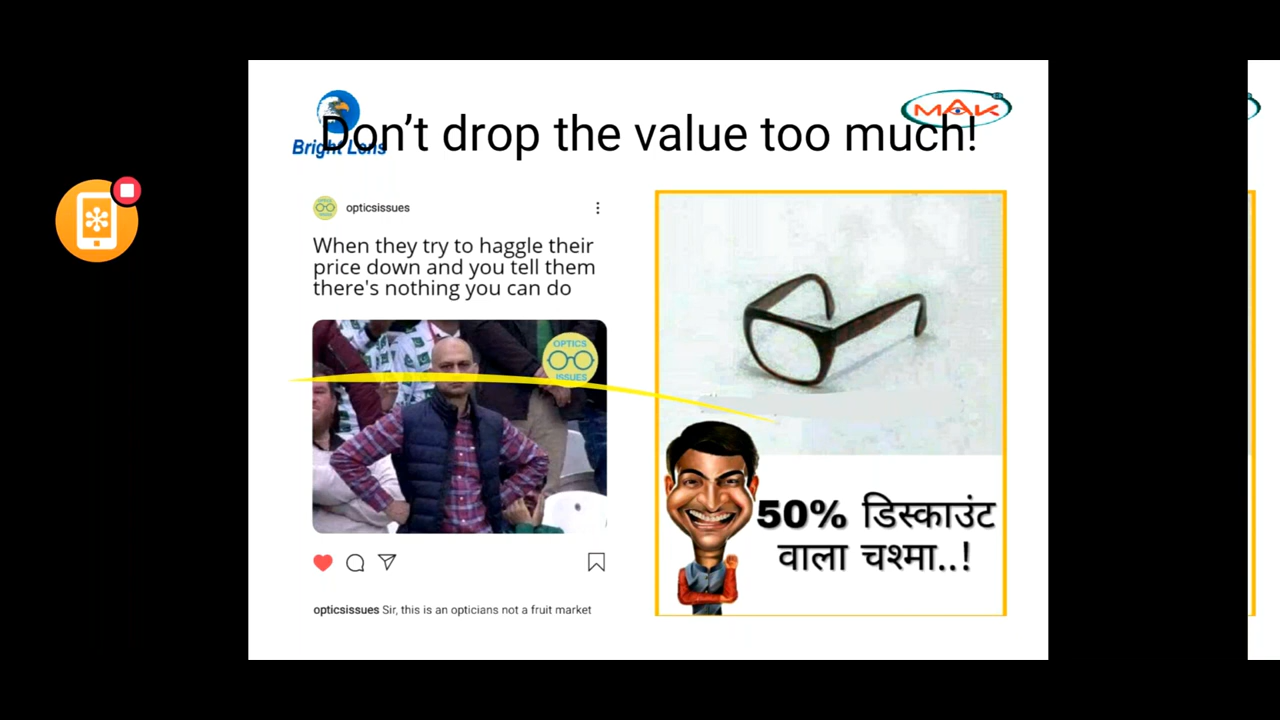 Bright Lens
MAK
Don't drop the value too much!
opticsissues
When they try to haggle their
price down and you tell them
there's nothing you can do
OPTICS
ISSUES
opticsissues Sir, this is an opticians not a fruit market
50% डिस्काउंट
वाला चश्मा..!